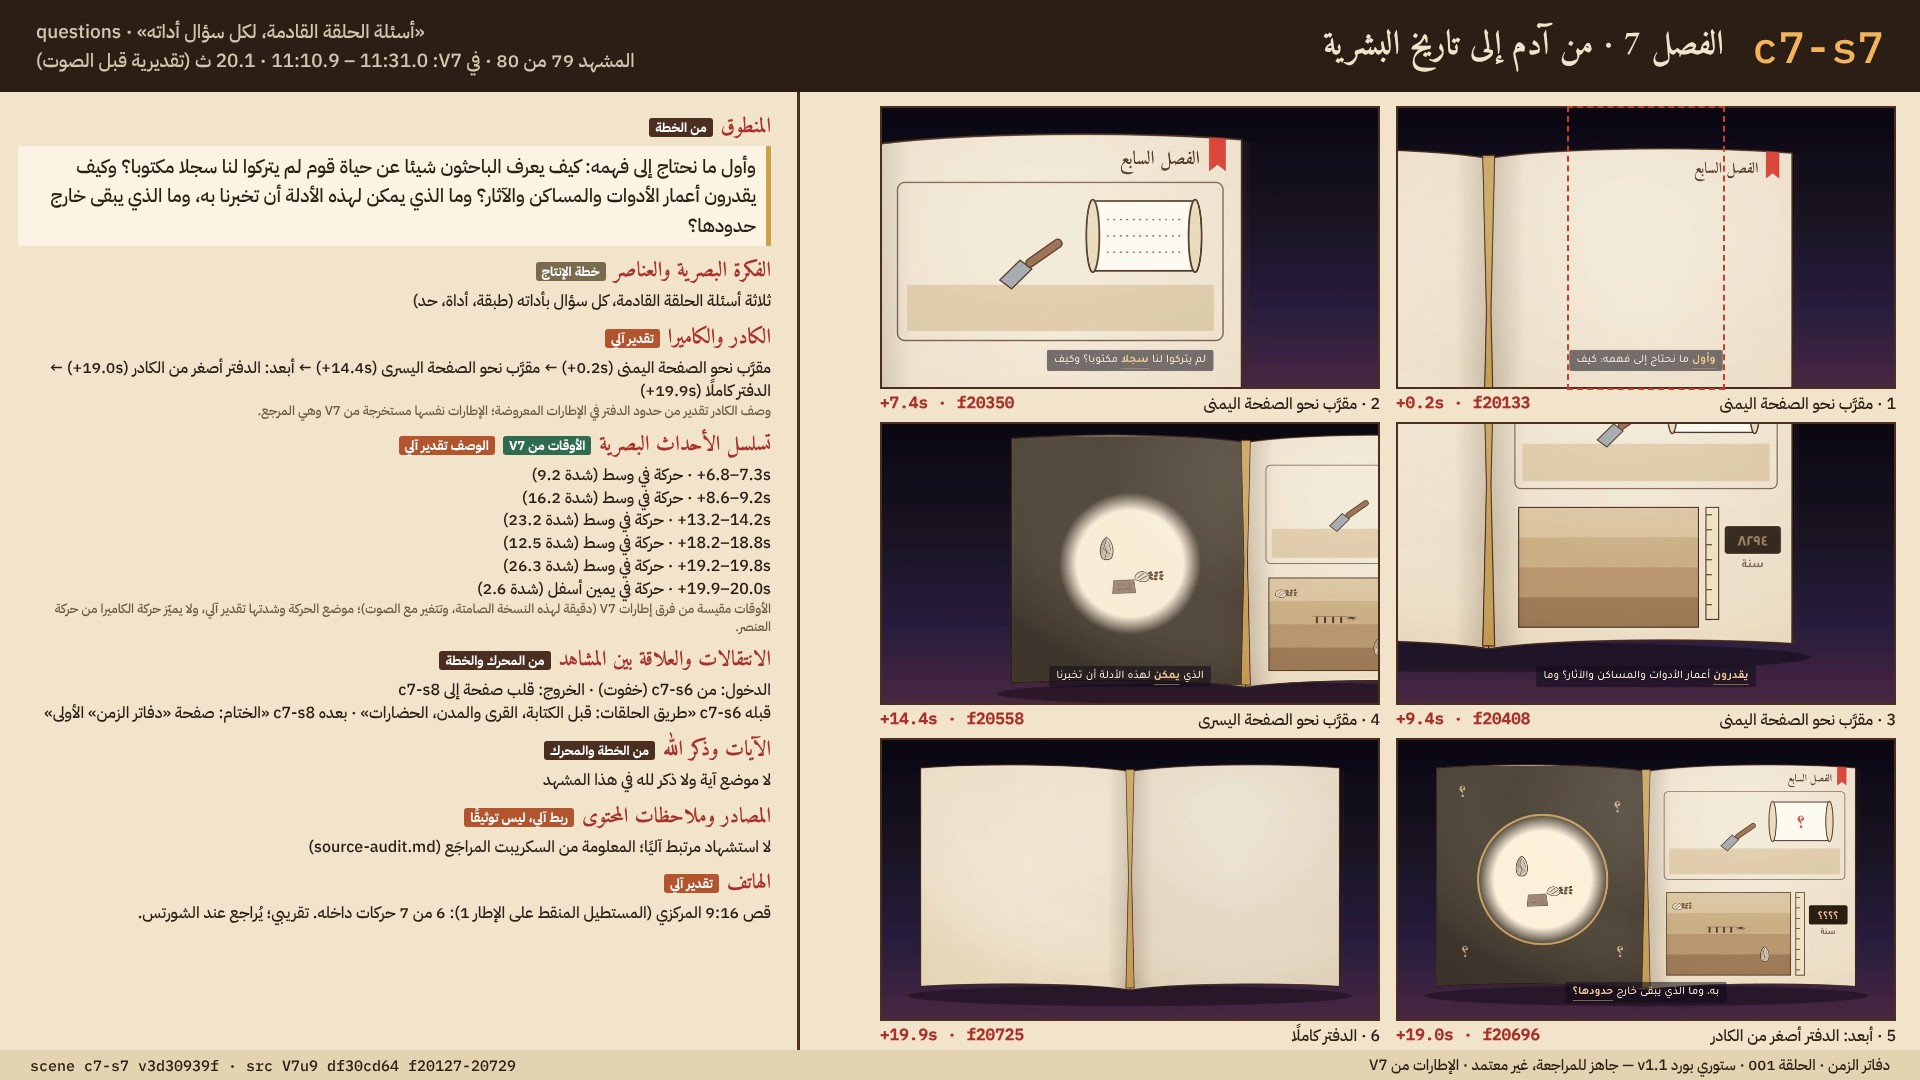 c7-s7 الفصل 7 · من آدم إلى تاريخ البشرية
«أسئلة الحلقة القادمة، لكل سؤال أداته» · questions
المشهد 79 من 80 · في V7: 11:10.9 – 11:31.0 · 20.1 ث (تقديرية قبل الصوت)
الفصل السابع
وأول ما نحتاج إلى فهمه: كيف
1 · مقرَّب نحو الصفحة اليمنى
+0.2s · f20133
الفصل السابع
لم يتركوا لنا سجلا مكتوبا؟ وكيف
2 · مقرَّب نحو الصفحة اليمنى
+7.4s · f20350
٨٢٩٤
سنة
يقدرون أعمار الأدوات والمساكن والآثار؟ وما
3 · مقرَّب نحو الصفحة اليمنى
+9.4s · f20408
الذي يمكن لهذه الأدلة أن تخبرنا
4 · مقرَّب نحو الصفحة اليسرى
+14.4s · f20558
الفصل السابع
؟
؟
؟
؟
؟
؟؟؟؟
سنة
به، وما الذي يبقى خارج حدودها؟
5 · أبعد: الدفتر أصغر من الكادر
+19.0s · f20696
6 · الدفتر كاملًا
+19.9s · f20725
المنطوق من الخطة
وأول ما نحتاج إلى فهمه: كيف يعرف الباحثون شيئا عن حياة قوم لم يتركوا لنا سجلا مكتوبا؟ وكيف
يقدرون أعمار الأدوات والمساكن والآثار؟ وما الذي يمكن لهذه الأدلة أن تخبرنا به، وما الذي يبقى خارج
حدودها؟
الفكرة البصرية والعناصر خطة الإنتاج
ثلاثة أسئلة الحلقة القادمة، كل سؤال بأداته (طبقة، أداة، حد)
الكادر والكاميرا تقدير آلي
مقرَّب نحو الصفحة اليمنى (+0.2s) ← مقرَّب نحو الصفحة اليسرى (+14.4s) ← أبعد: الدفتر أصغر من الكادر (+19.0s) ←
الدفتر كاملًا (+19.9s)
وصف الكادر تقدير من حدود الدفتر في الإطارات المعروضة؛ الإطارات نفسها مستخرجة من V7 وهي المرجع.
تسلسل الأحداث البصرية الأوقات من V7 الوصف تقدير آلي
+6.8–7.3s · حركة في وسط (شدة 9.2)
+8.6–9.2s · حركة في وسط (شدة 16.2)
+13.2–14.2s · حركة في وسط (شدة 23.2)
+18.2–18.8s · حركة في وسط (شدة 12.5)
+19.2–19.8s · حركة في وسط (شدة 26.3)
+19.9–20.0s · حركة في يمين أسفل (شدة 2.6)
الأوقات مقيسة من فرق إطارات V7 (دقيقة لهذه النسخة الصامتة، وتتغير مع الصوت)؛ موضع الحركة وشدتها تقدير آلي، ولا يميّز حركة الكاميرا من حركة
العنصر.
الانتقالات والعلاقة بين المشاهد من المحرك والخطة
الدخول: من c7-s6 (خفوت) · الخروج: قلب صفحة إلى c7-s8
قبله c7-s6 «طريق الحلقات: قبل الكتابة، القرى والمدن، الحضارات» · بعده c7-s8 «الختام: صفحة «دفاتر الزمن» الأولى»
الآيات وذكر الله من الخطة والمحرك
لا موضع آية ولا ذكر لله في هذا المشهد
المصادر وملاحظات المحتوى ربط آلي، ليس توثيقًا
لا استشهاد مرتبط آليًا؛ المعلومة من السكريبت المراجَع (source-audit.md)
الهاتف تقدير آلي
قص 9:16 المركزي (المستطيل المنقط على الإطار 1): 6 من 7 حركات داخله. تقريبي؛ يُراجع عند الشورتس.
دفاتر الزمن · الحلقة 001 · ستوري بورد v1.1 — جاهز للمراجعة، غير معتمد · الإطارات من V7
scene c7-s7 v3d30939f · src V7u9 df30cd64 f20127-20729